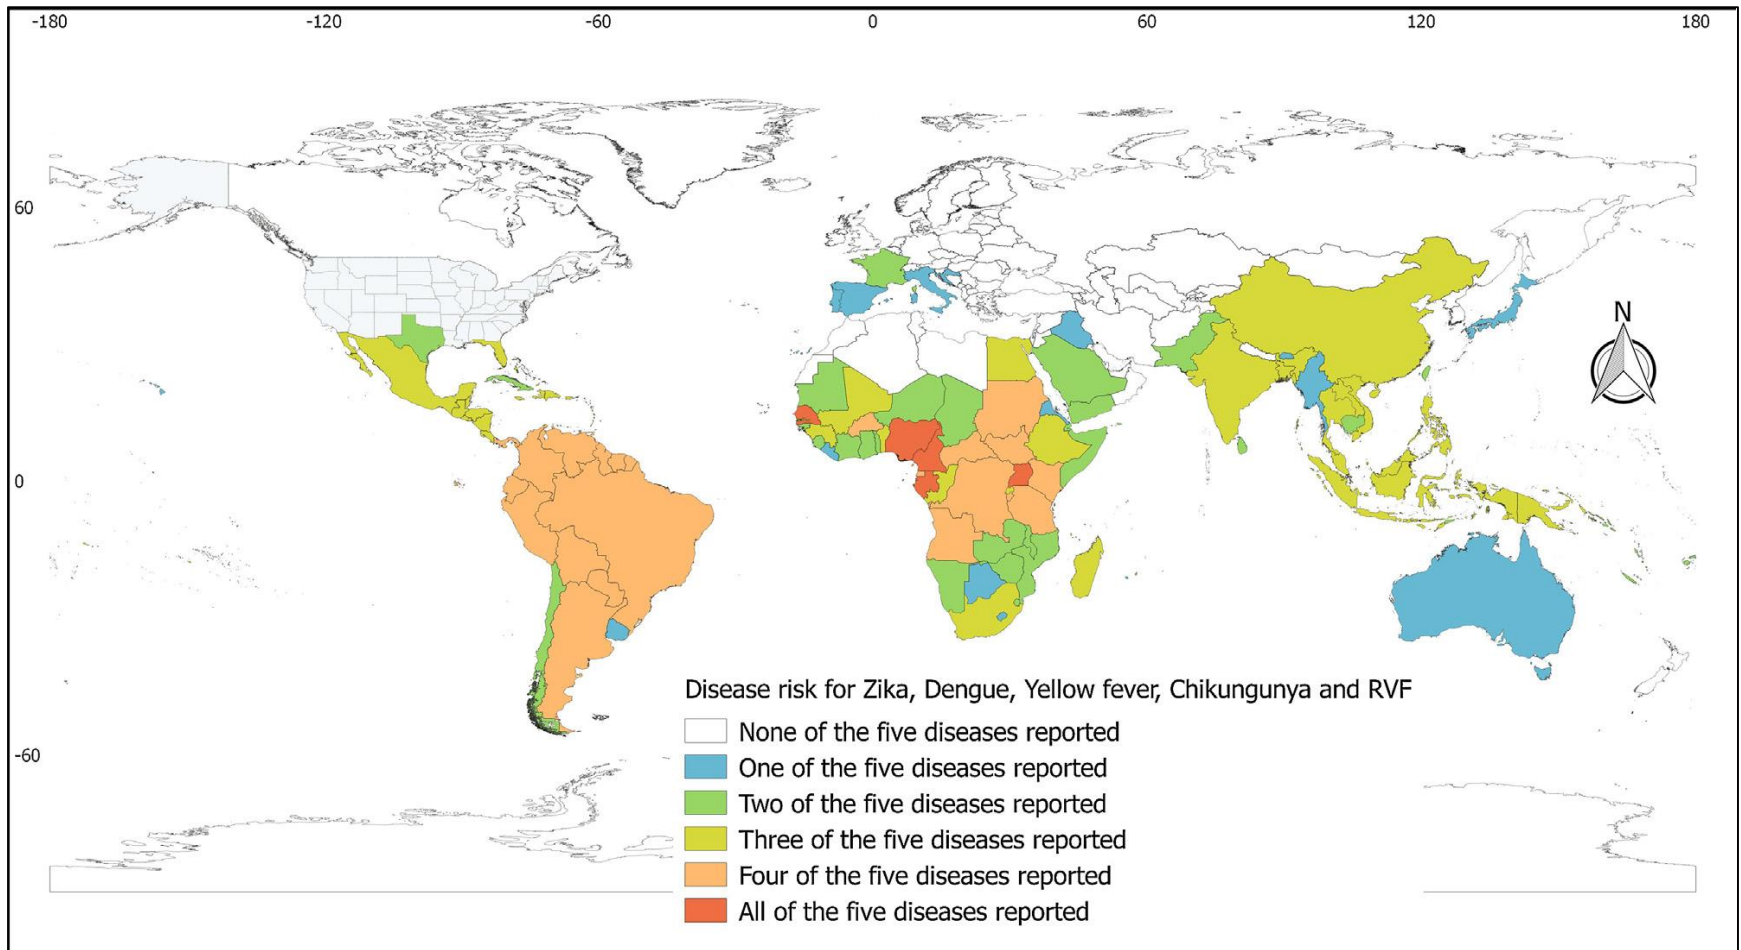 -180 -120 -60 0 60 120 180
60
N
0
Disease risk for Zika, Dengue, Yellow fever, Chikungunya and RVF
None of the five diseases reported
-60
One of the five diseases reported
Two of the five diseases reported
Three of the five diseases reported
Four of the five diseases reported
All of the five diseases reported